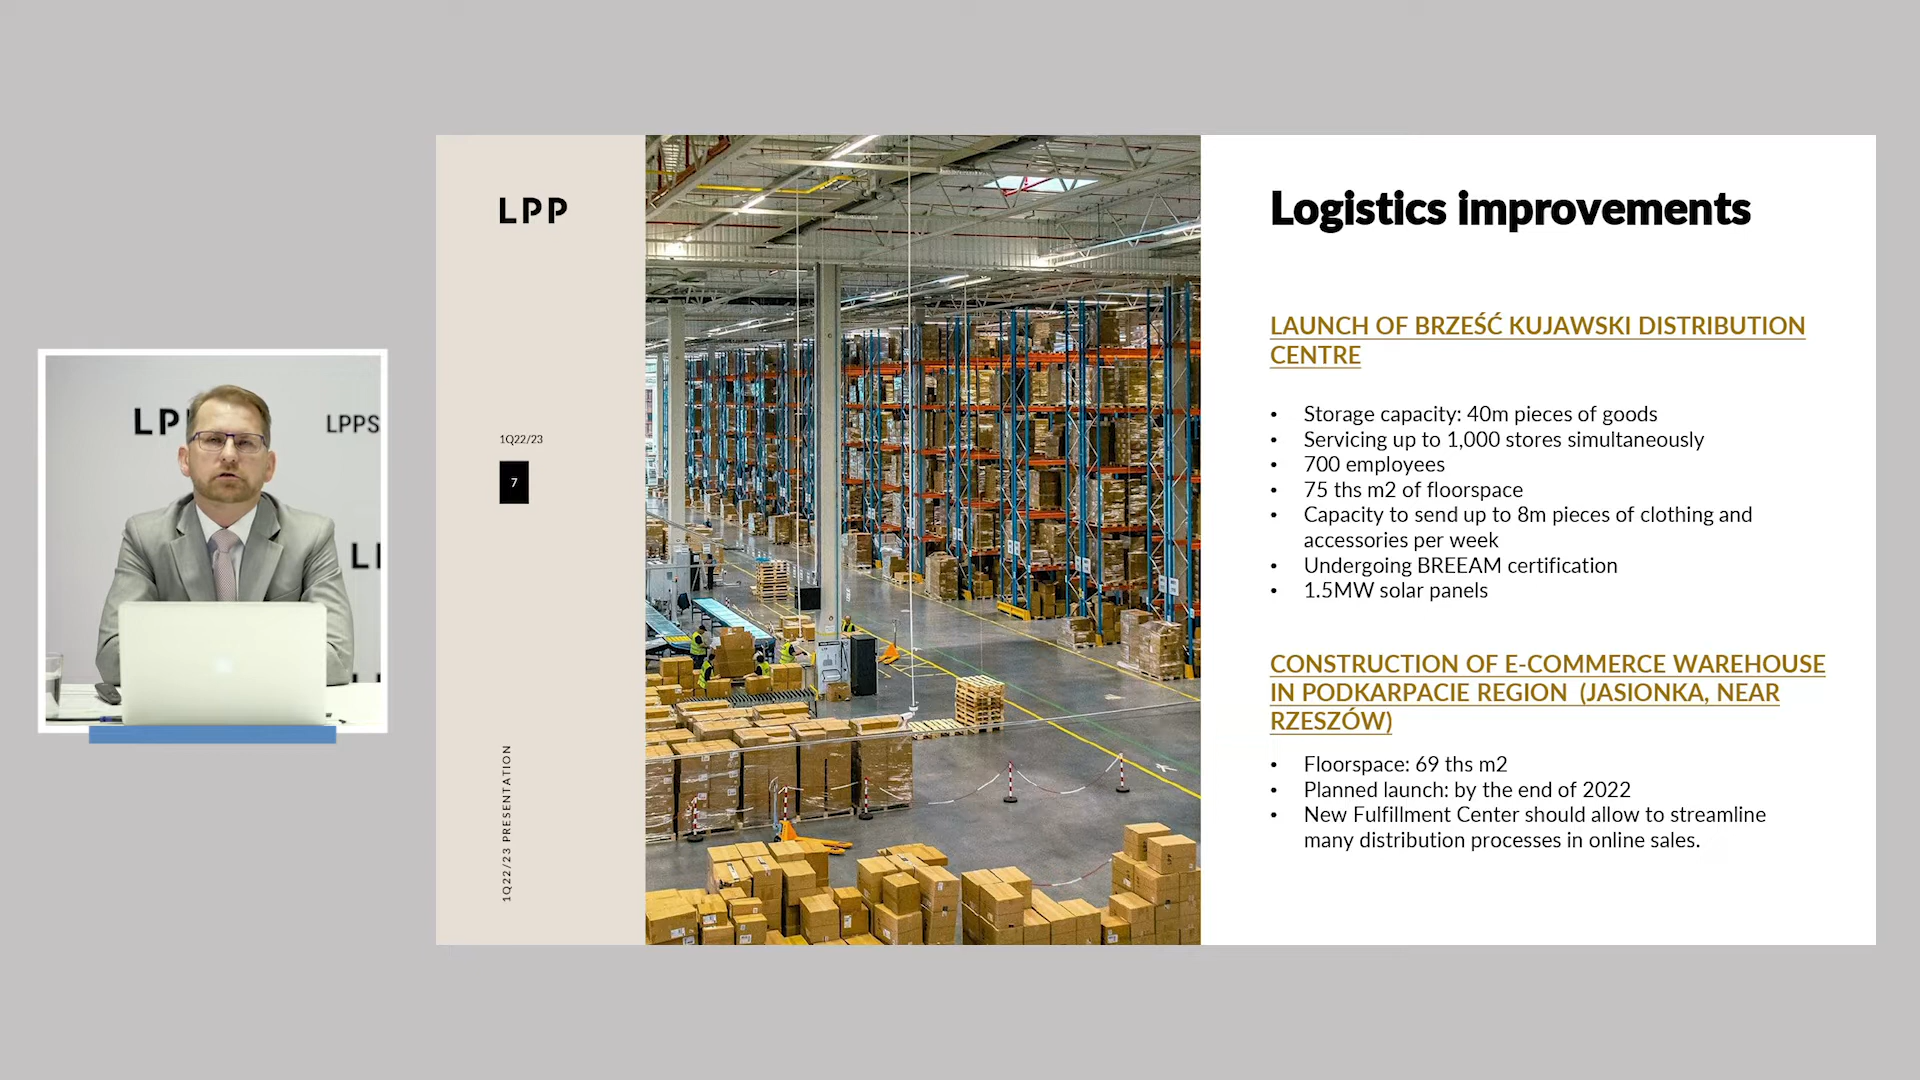 LPP
LPPS
L
LPP
1Q22/23
7
1Q22/23 PRESENTATION
Logistics improvements
LAUNCH OF BRZEŚĆ KUJAWSKI DISTRIBUTION
CENTRE
• Storage capacity: 40m pieces of goods
• Servicing up to 1,000 stores simultaneously
• 700 employees
• 75 ths m2 of floorspace
• Capacity to send up to 8m pieces of clothing and
accessories per week
• Undergoing BREEAM certification
• 1.5MW solar panels
CONSTRUCTION OF E-COMMERCE WAREHOUSE
IN PODKARPACIE REGION (JASIONKA, NEAR
RZESZÓW)
• Floorspace: 69 ths m2
• Planned launch: by the end of 2022
• New Fulfillment Center should allow to streamline
many distribution processes in online sales.